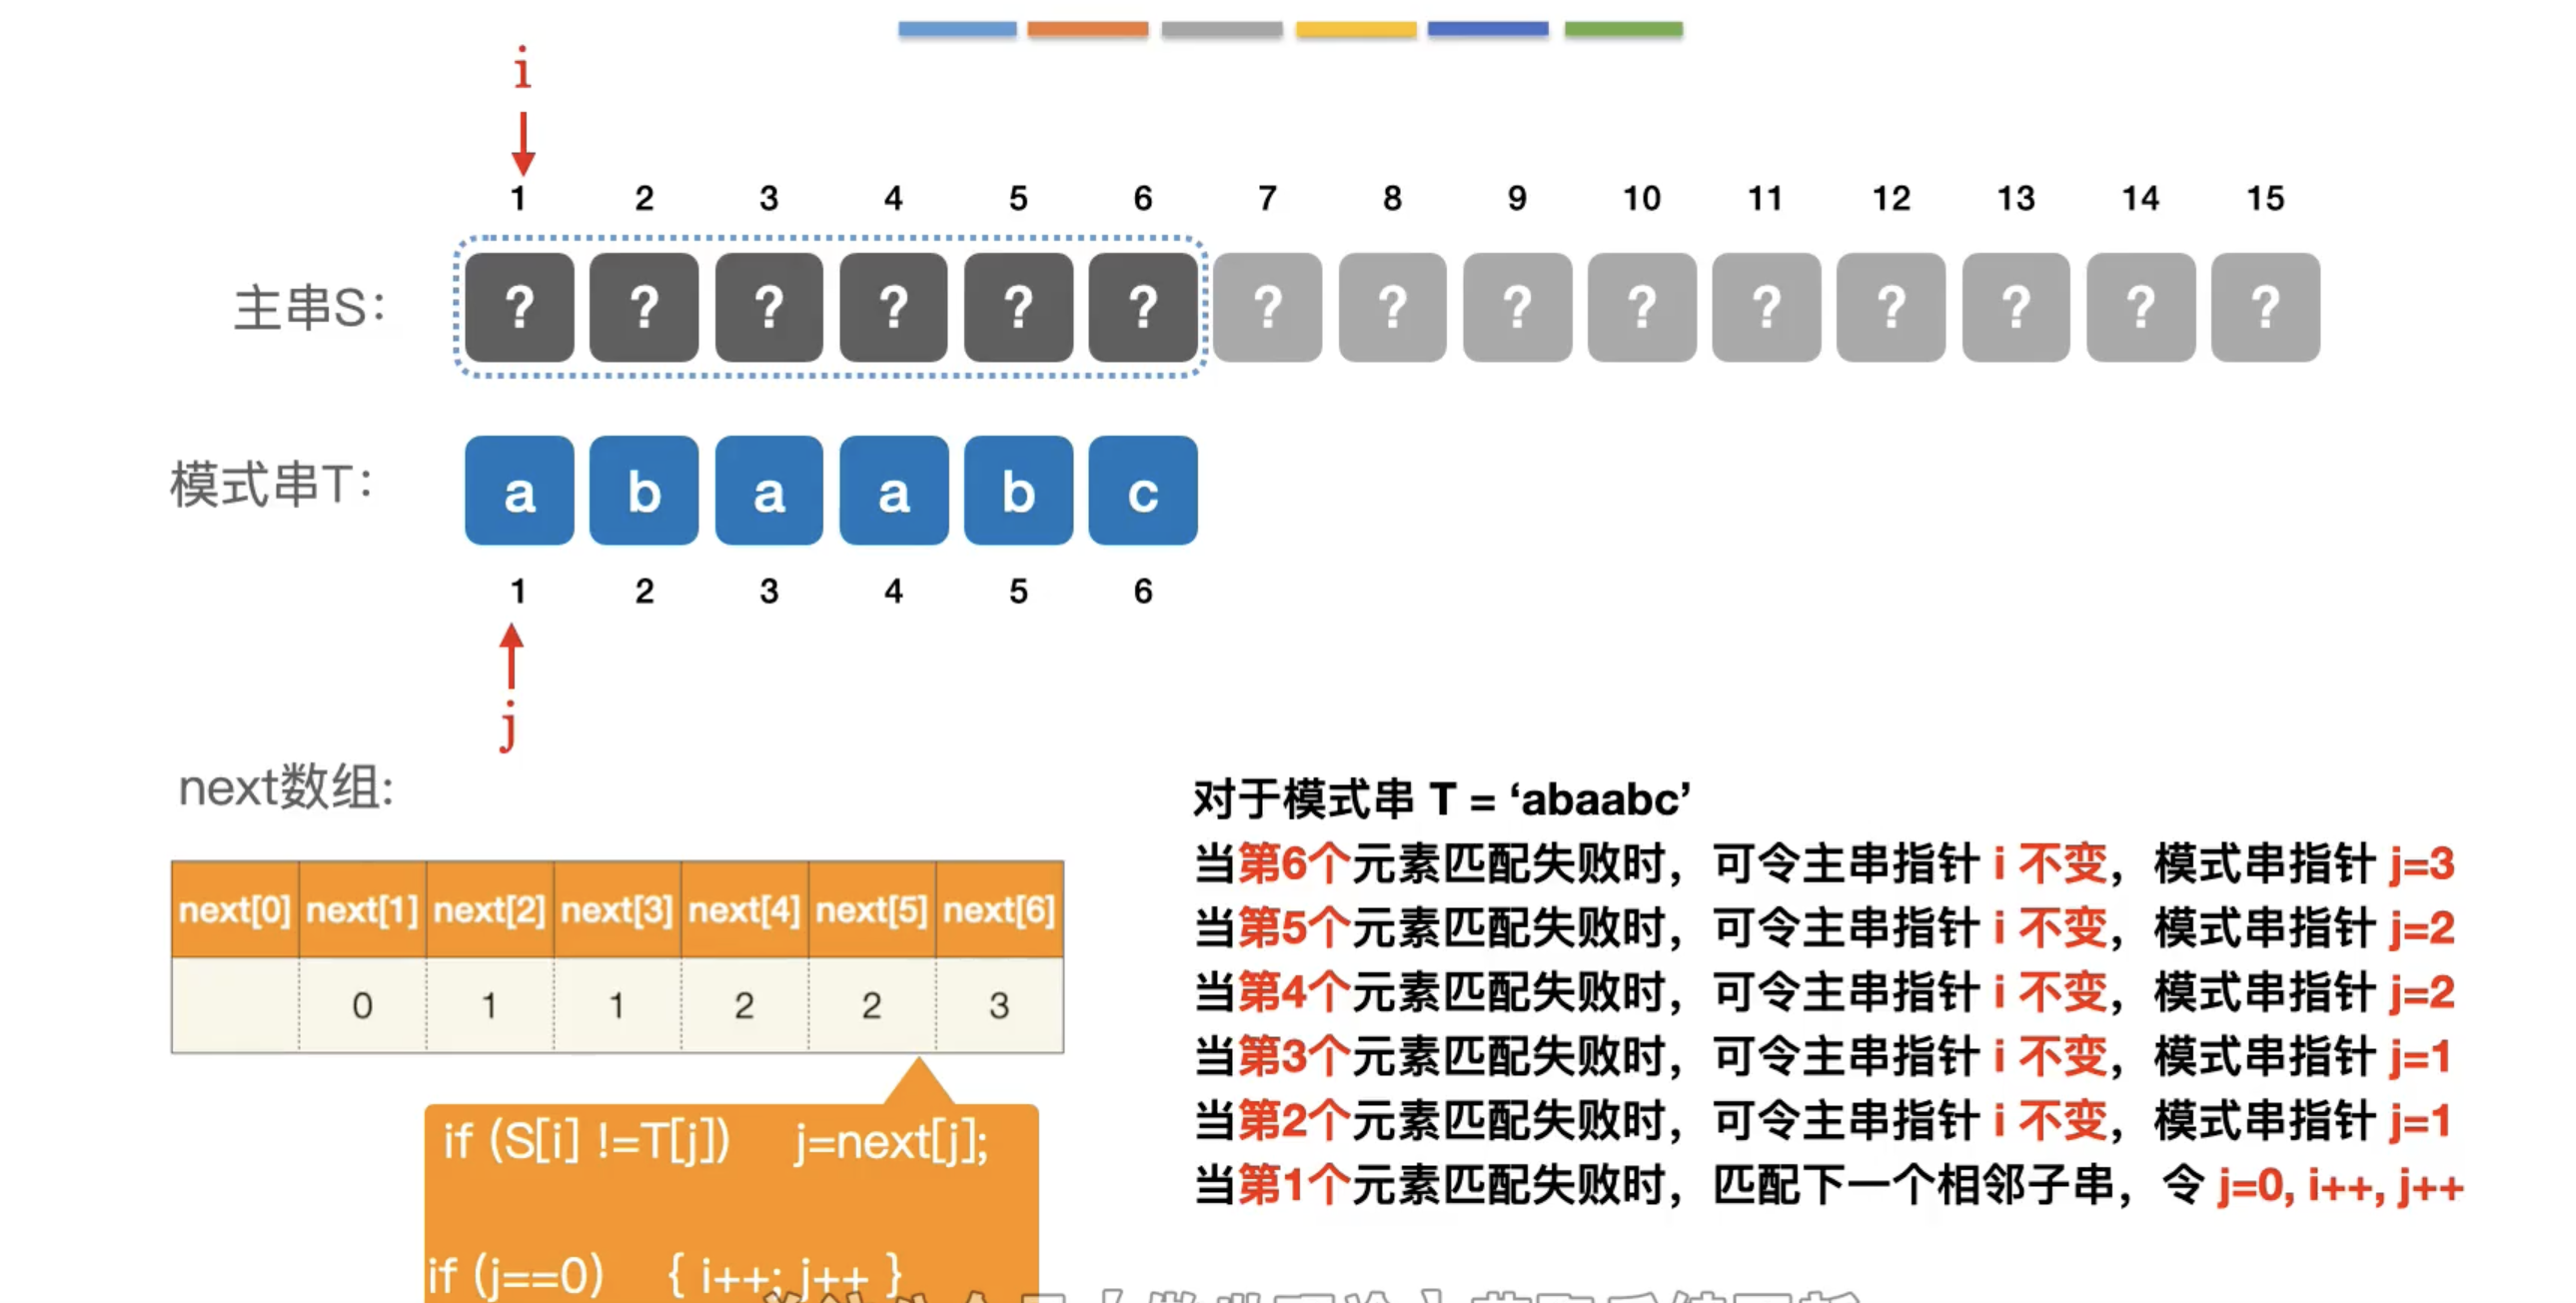 i
1 2 3 4 5 6 7 8 9 10 11 12 13 14 15
主串S： ? ? ? ? ? ? ? ? ? ? ? ? ? ? ?
模式串T： a b a a b c
1 2 3 4 5 6
j
next数组:
next[0] next[1] next[2] next[3] next[4] next[5] next[6]
0 1 1 2 2 3
if (S[i] !=T[j]) j=next[j];
if (j==0) { i++; j++ }
对于模式串 T = ‘abaabc’
当第6个元素匹配失败时，可令主串指针 i 不变，模式串指针 j=3
当第5个元素匹配失败时，可令主串指针 i 不变，模式串指针 j=2
当第4个元素匹配失败时，可令主串指针 i 不变，模式串指针 j=2
当第3个元素匹配失败时，可令主串指针 i 不变，模式串指针 j=1
当第2个元素匹配失败时，可令主串指针 i 不变，模式串指针 j=1
当第1个元素匹配失败时，匹配下一个相邻子串，令 j=0, i++, j++